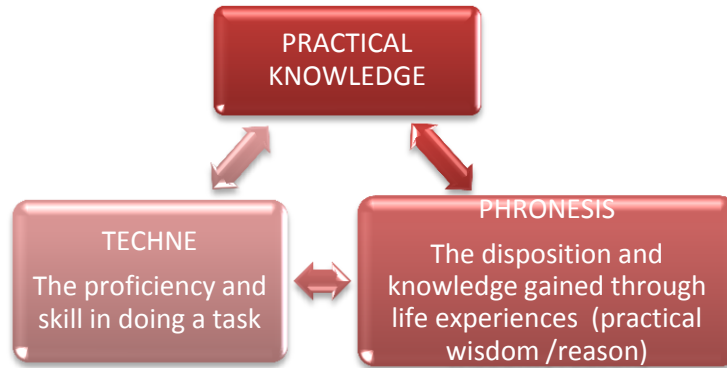 PRACTICAL
KNOWLEDGE
TECHNE
The proficiency and
skill in doing a task
PHRONESIS
The disposition and
knowledge gained through
life experiences (practical
wisdom /reason)